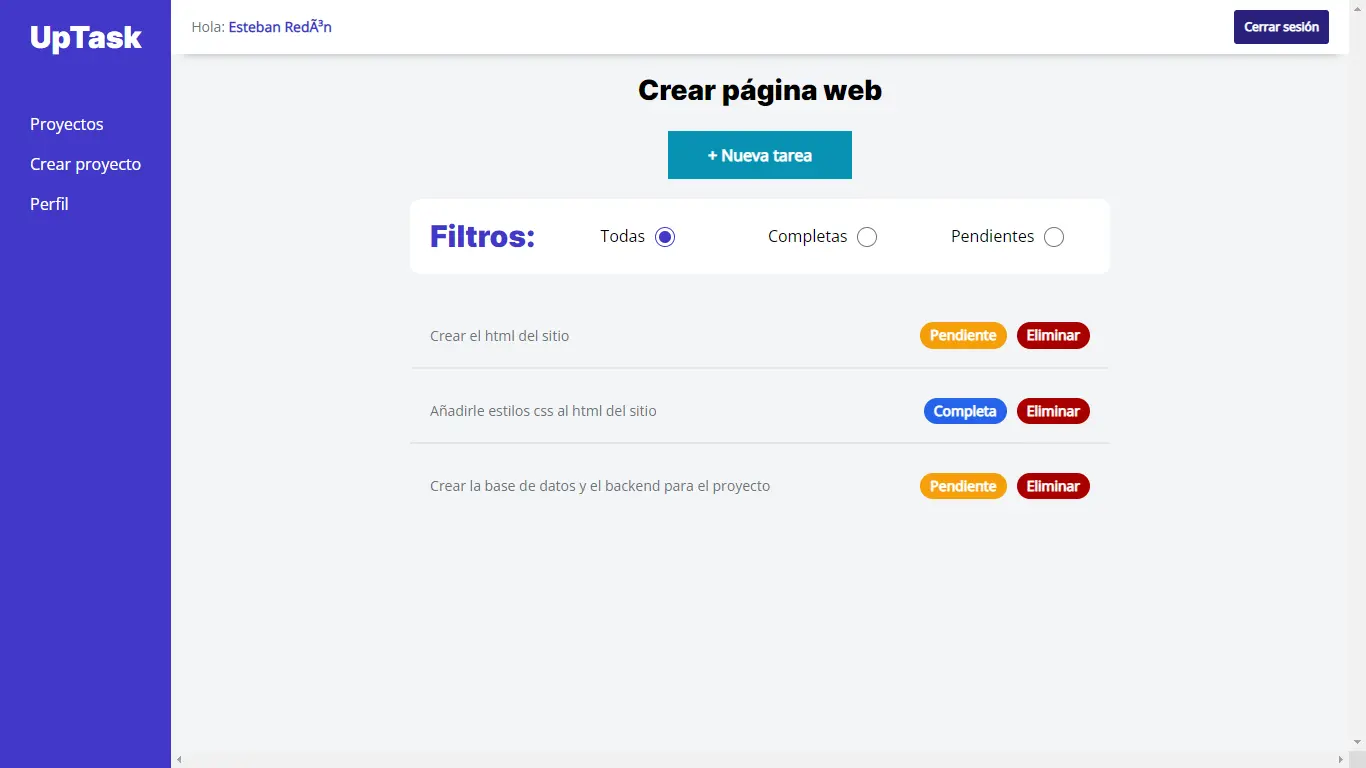 UpTask
Hola: Esteban RedÃ³n
Cerrar sesión
Proyectos
Crear proyecto
Perfil
Crear página web
+ Nueva tarea
Filtros: Todas Completas Pendientes
Crear el html del sitio Pendiente Eliminar
Añadirle estilos css al html del sitio Completa Eliminar
Crear la base de datos y el backend para el proyecto Pendiente Eliminar